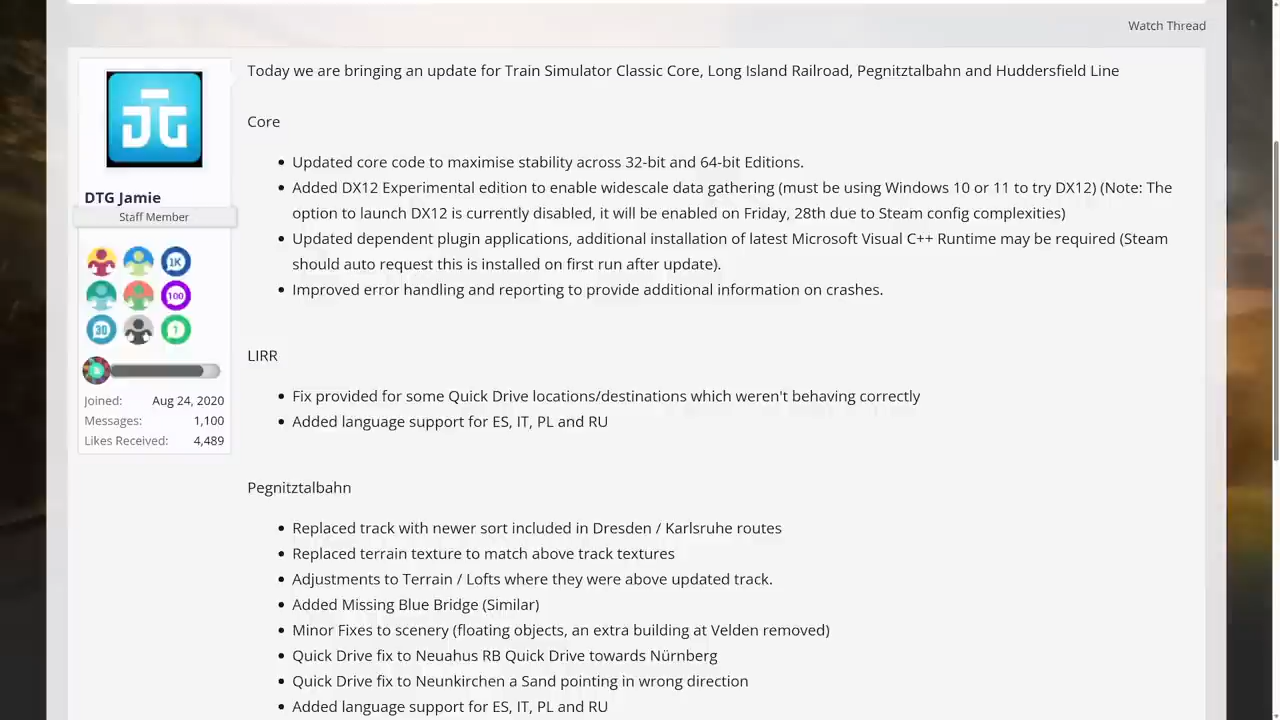 Watch Thread
Today we are bringing an update for Train Simulator Classic Core, Long Island Railroad, Pegnitztalbahn and Huddersfield Line
DTG Jamie
Staff Member
1K
100
30
1
Joined: Aug 24, 2020
Messages: 1,100
Likes Received: 4,489
Core
• Updated core code to maximise stability across 32-bit and 64-bit Editions.
• Added DX12 Experimental edition to enable widescale data gathering (must be using Windows 10 or 11 to try DX12) (Note: The
option to launch DX12 is currently disabled, it will be enabled on Friday, 28th due to Steam config complexities)
• Updated dependent plugin applications, additional installation of latest Microsoft Visual C++ Runtime may be required (Steam
should auto request this is installed on first run after update).
• Improved error handling and reporting to provide additional information on crashes.
LIRR
• Fix provided for some Quick Drive locations/destinations which weren't behaving correctly
• Added language support for ES, IT, PL and RU
Pegnitztalbahn
• Replaced track with newer sort included in Dresden / Karlsruhe routes
• Replaced terrain texture to match above track textures
• Adjustments to Terrain / Lofts where they were above updated track.
• Added Missing Blue Bridge (Similar)
• Minor Fixes to scenery (floating objects, an extra building at Velden removed)
• Quick Drive fix to Neuahus RB Quick Drive towards Nürnberg
• Quick Drive fix to Neunkirchen a Sand pointing in wrong direction
• Added language support for ES, IT, PL and RU